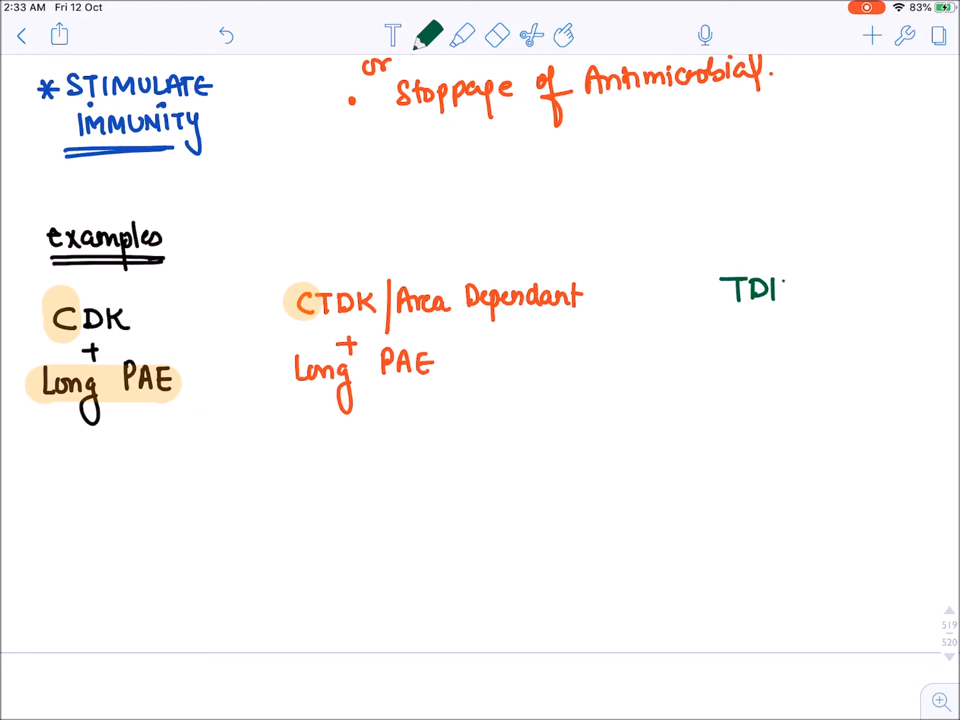 2:33 AM Fri 12 Oct
83%
T
or
* STIMULATE
IMMUNITY
• Stoppage of Antimicrobial.
examples
CDK
+
Long PAE
CTDK / Area Dependant
+
Long PAE
TDI
519
520